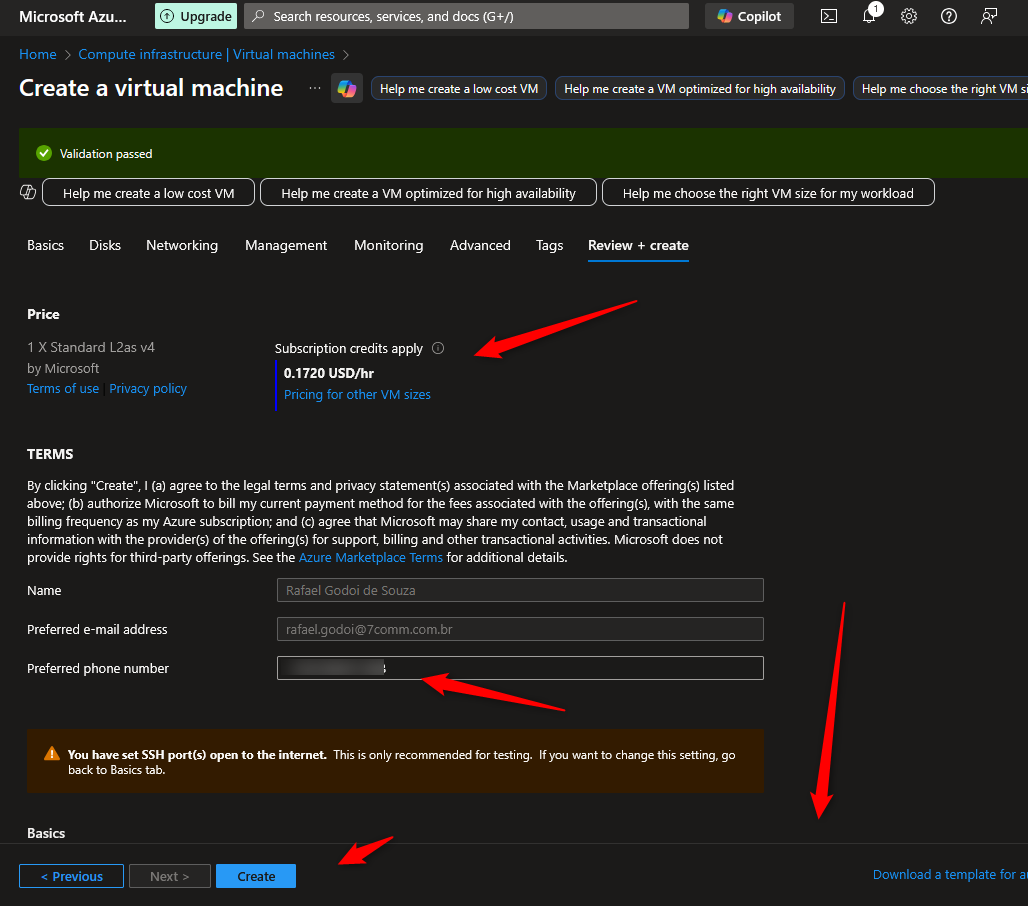 Microsoft Azu...
Upgrade
Search resources, services, and docs (G+/)
Copilot
1
Home > Compute infrastructure | Virtual machines >
Create a virtual machine
...
Help me create a low cost VM
Help me create a VM optimized for high availability
Help me choose the right VM si
Validation passed
Help me create a low cost VM
Help me create a VM optimized for high availability
Help me choose the right VM size for my workload
Basics
Disks
Networking
Management
Monitoring
Advanced
Tags
Review + create
Price
1 X Standard L2as v4
by Microsoft
Terms of use | Privacy policy
Subscription credits apply
0.1720 USD/hr
Pricing for other VM sizes
TERMS
By clicking "Create", I (a) agree to the legal terms and privacy statement(s) associated with the Marketplace offering(s) listed
above; (b) authorize Microsoft to bill my current payment method for the fees associated with the offering(s), with the same
billing frequency as my Azure subscription; and (c) agree that Microsoft may share my contact, usage and transactional
information with the provider(s) of the offering(s) for support, billing and other transactional activities. Microsoft does not
provide rights for third-party offerings. See the Azure Marketplace Terms for additional details.
Name
Rafael Godoi de Souza
Preferred e-mail address
rafael.godoi@7comm.com.br
Preferred phone number
You have set SSH port(s) open to the internet. This is only recommended for testing. If you want to change this setting, go
back to Basics tab.
Basics
< Previous
Next >
Create
Download a template for au